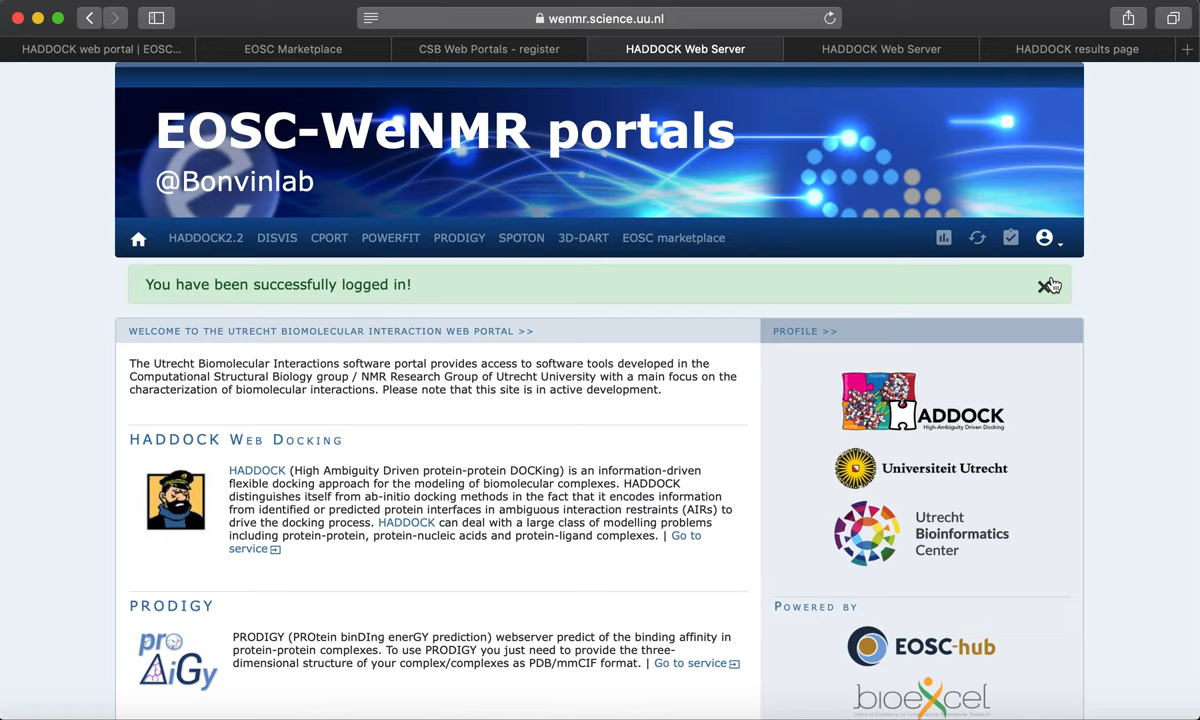 wenmr.science.uu.nl
HADDOCK web portal | EOSC...
EOSC Marketplace
CSB Web Portals - register
HADDOCK Web Server
HADDOCK Web Server
HADDOCK results page
EOSC-WeNMR portals
@Bonvinlab
HADDOCK2.2 DISVIS CPORT POWERFIT PRODIGY SPOTON 3D-DART EOSC marketplace
You have been successfully logged in!
WELCOME TO THE UTRECHT BIOMOLECULAR INTERACTION WEB PORTAL >>
The Utrecht Biomolecular Interactions software portal provides access to software tools developed in the
Computational Structural Biology group / NMR Research Group of Utrecht University with a main focus on the
characterization of biomolecular interactions. Please note that this site is in active development.
HADDOCK WEB DOCKING
HADDOCK (High Ambiguity Driven protein-protein DOCKing) is an information-driven
flexible docking approach for the modeling of biomolecular complexes. HADDOCK
distinguishes itself from ab-initio docking methods in the fact that it encodes information
from identified or predicted protein interfaces in ambiguous interaction restraints (AIRs) to
drive the docking process. HADDOCK can deal with a large class of modelling problems
including protein-protein, protein-nucleic acids and protein-ligand complexes. | Go to
service
PRODIGY
pro
AiGy
PRODIGY (PROtein binDIng enerGY prediction) webserver predict of the binding affinity in
protein-protein complexes. To use PRODIGY you just need to provide the three-
dimensional structure of your complex/complexes as PDB/mmCIF format. | Go to service
PROFILE >>
ADDOCK
High-Ambiguity Driven Docking
Universiteit Utrecht
Utrecht
Bioinformatics
Center
POWERED BY
EOSC-hub
bioexcel